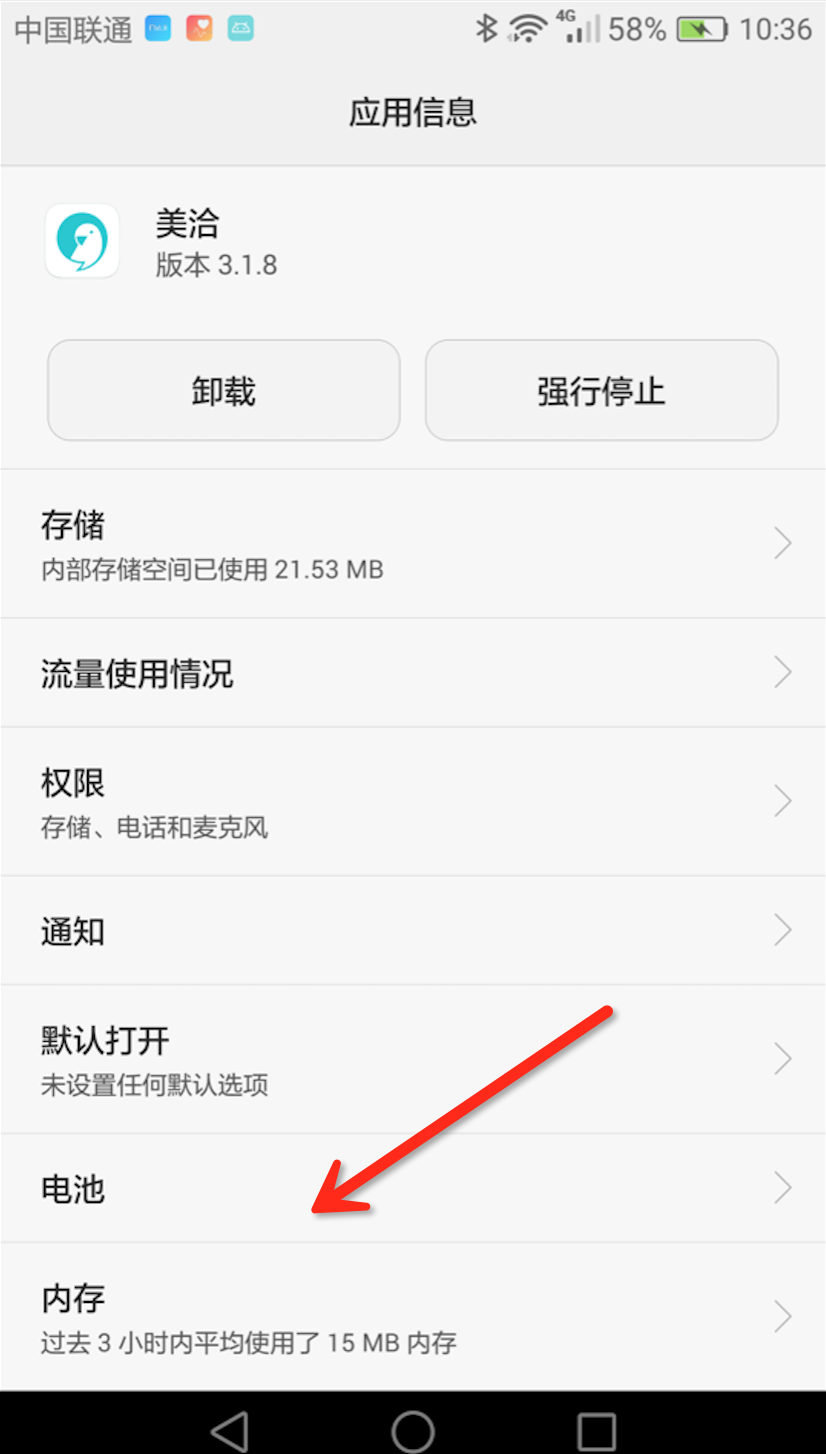 中国联通 4G 58% 10:36
应用信息
美洽
版本 3.1.8
卸载 强行停止
存储
内部存储空间已使用 21.53 MB
流量使用情况
权限
存储、电话和麦克风
通知
默认打开
未设置任何默认选项
电池
内存
过去 3 小时内平均使用了 15 MB 内存